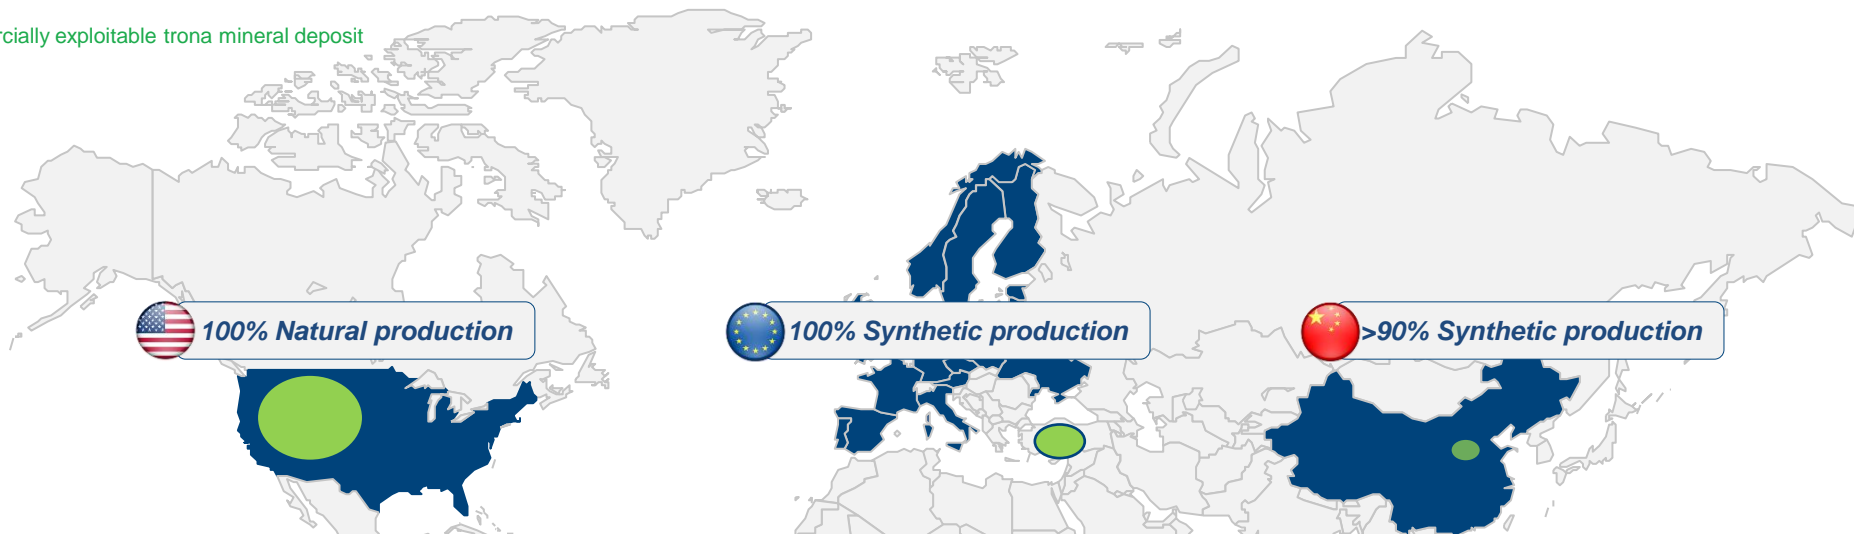 rcially exploitable trona mineral deposit
100% Natural production
100% Synthetic production
>90% Synthetic production